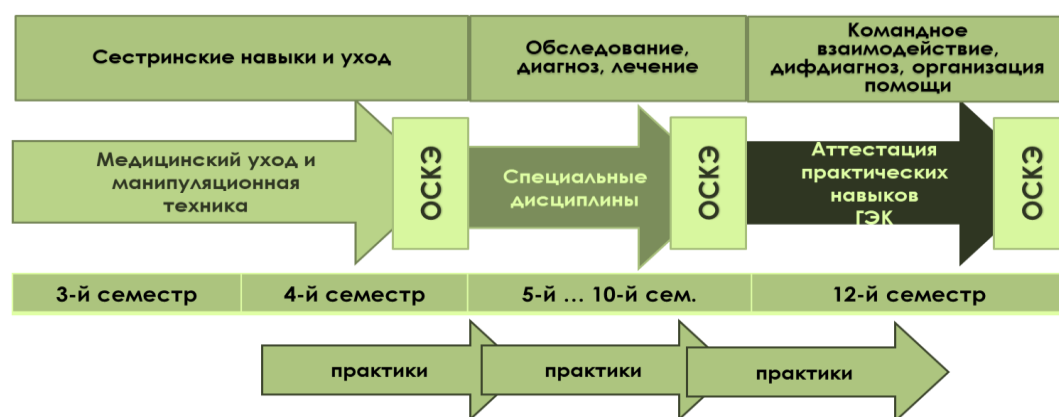 Сестринские навыки и уход
Обследование,
диагноз, лечение
Командное
взаимодействие,
дифдиагноз, организация
помощи
Медицинский уход и
манипуляционная
техника
ОСКЭ
Специальные
дисциплины
ОСКЭ
Аттестация
практических
навыков
ГЭК
ОСКЭ
3-й семестр
4-й семестр
5-й ... 10-й сем.
12-й семестр
практики
практики
практики